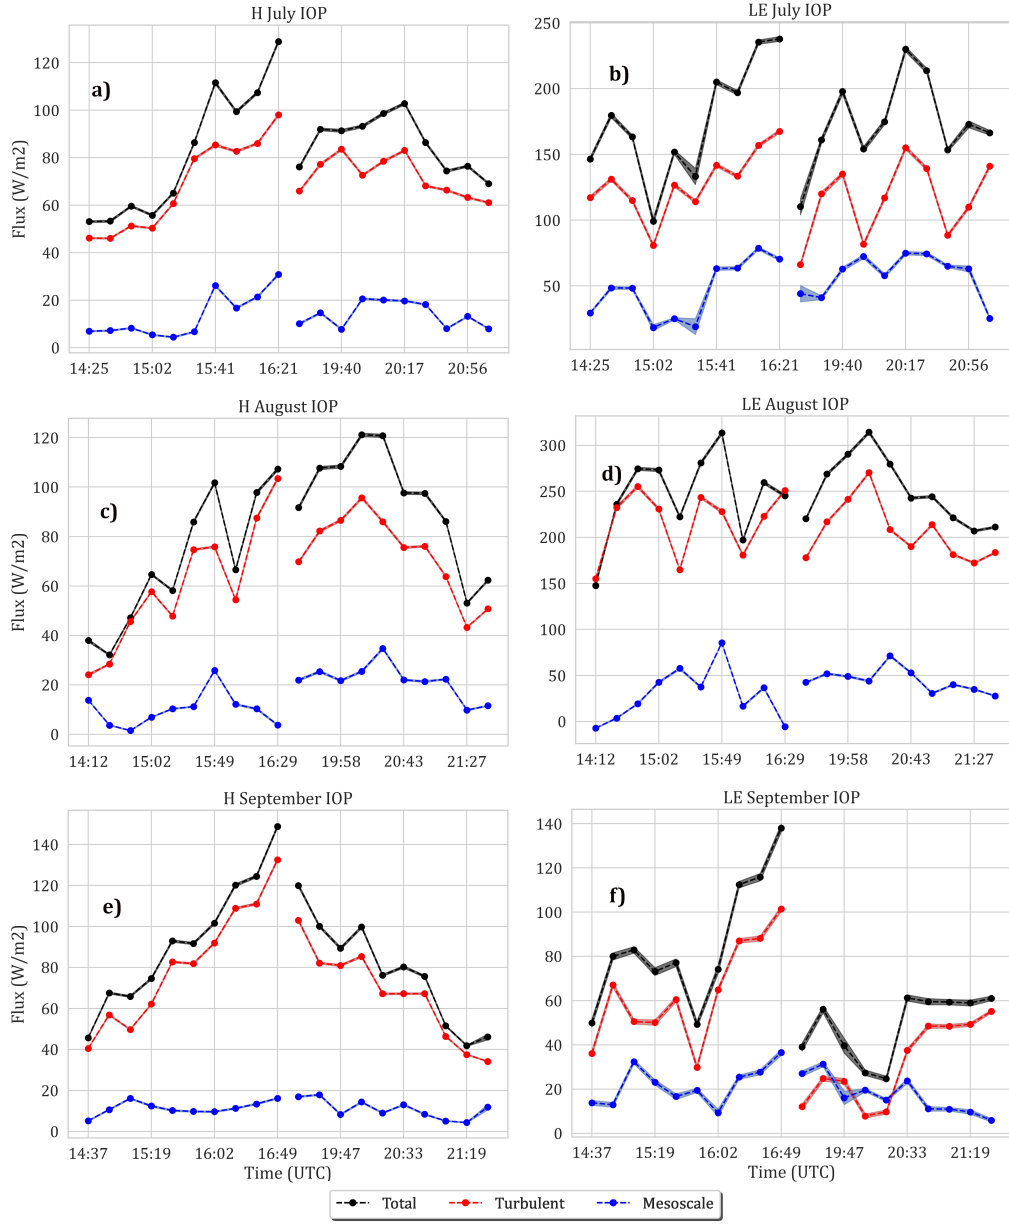 H July IOP
LE July IOP
a)
b)
Flux (W/m2)
120
100
80
60
40
20
0
250
200
150
100
50
14:25 15:02 15:41 16:21 19:40 20:17 20:56
14:25 15:02 15:41 16:21 19:40 20:17 20:56
H August IOP
LE August IOP
c)
d)
Flux (W/m2)
120
100
80
60
40
20
0
300
250
200
150
100
50
0
14:12 15:02 15:49 16:29 19:58 20:43 21:27
14:12 15:02 15:49 16:29 19:58 20:43 21:27
H September IOP
LE September IOP
e)
f)
Flux (W/m2)
140
120
100
80
60
40
20
0
140
120
100
80
60
40
20
0
14:37 15:19 16:02 16:49 19:47 20:33 21:19
14:37 15:19 16:02 16:49 19:47 20:33 21:19
Time (UTC)
Time (UTC)
Total Turbulent Mesoscale